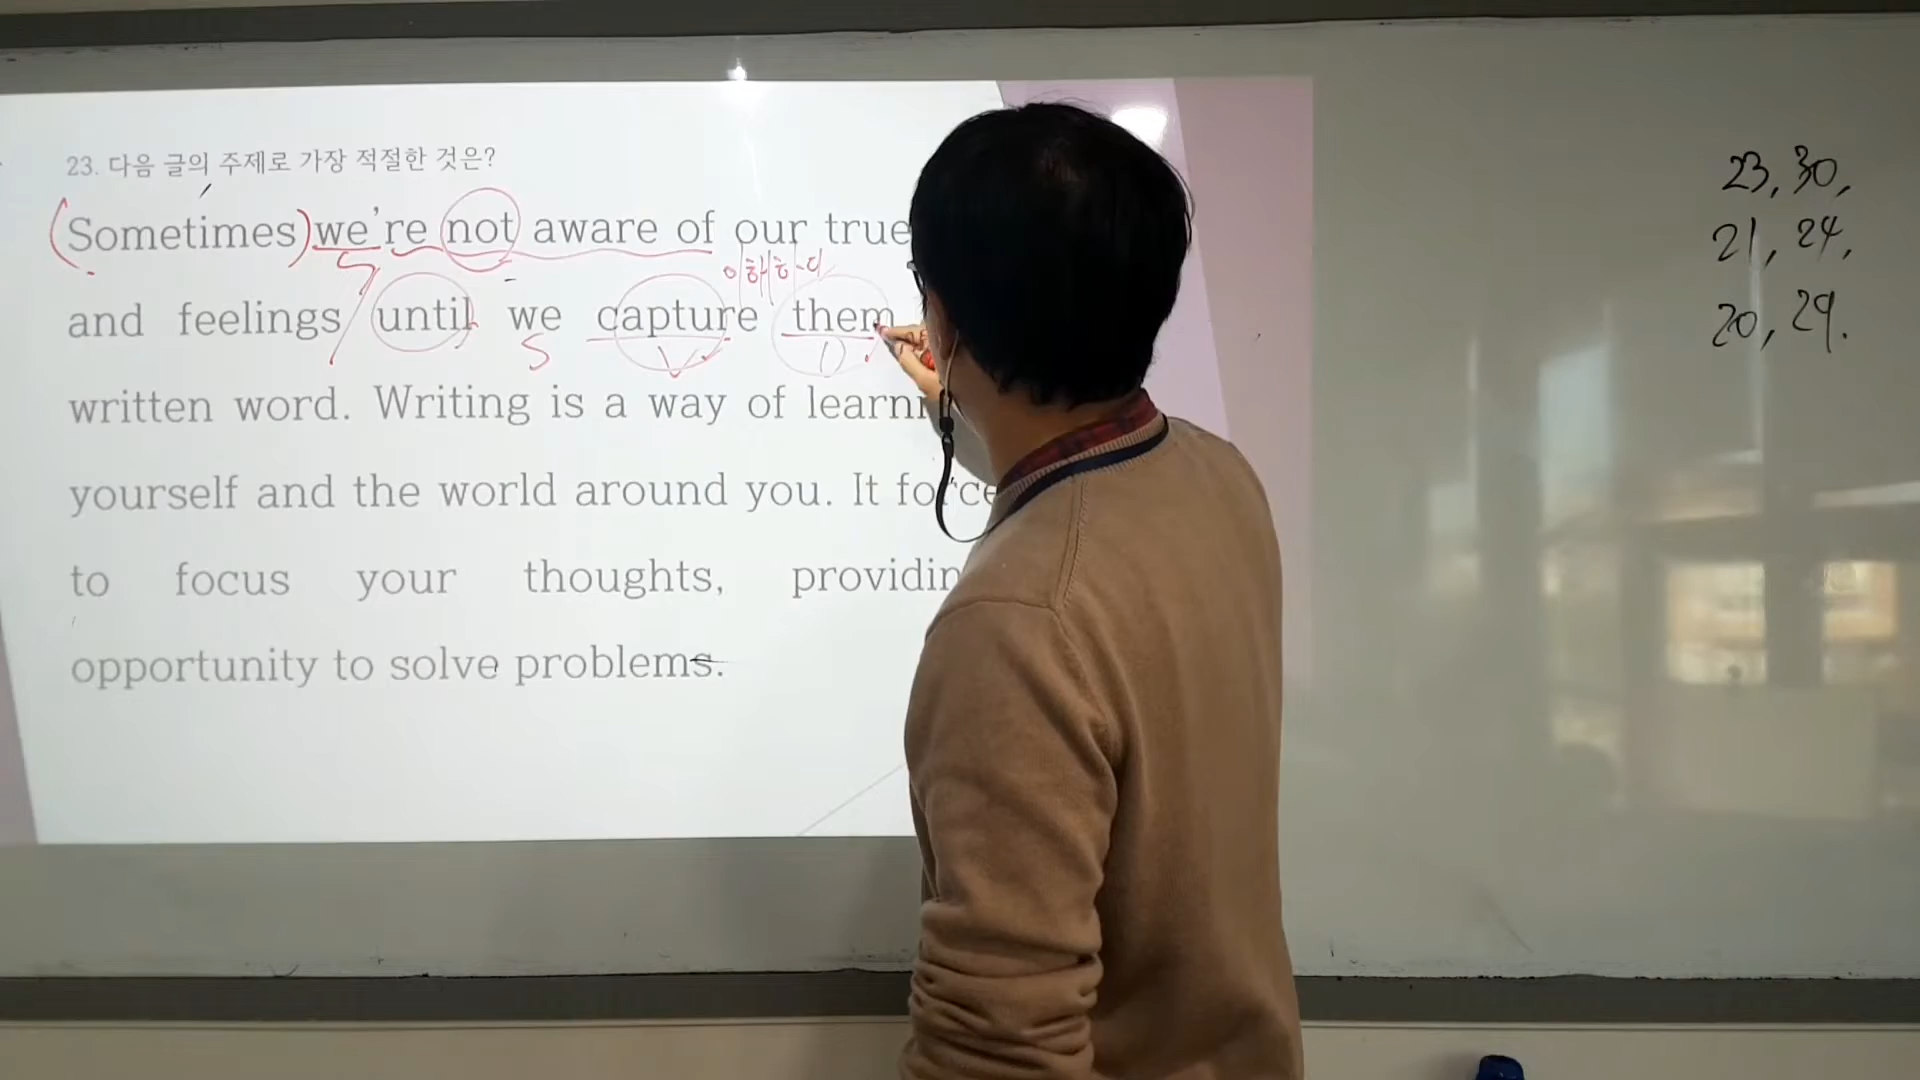 23. 다음 글의 주제로 가장 적절한 것은?
(Sometimes) we're not aware of our true
S 이해하다
and feelings / until we capture them
S V O
written word. Writing is a way of
yourself and the world around you. It
to focus your thoughts,
opportunity to solve problems.
23, 30,
21, 24,
20, 29.